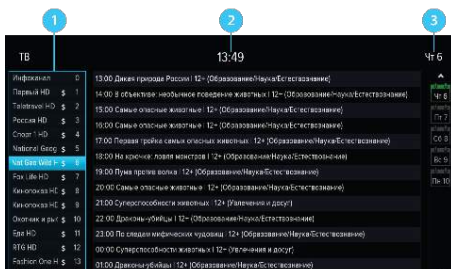 1 2 3
ТВ 13:49 Чт 6
Инфоканал 0
Первый HD $ 1
Teletravel HD $ 2
Россия HD $ 3
Спорт 1 HD $ 4
National Geog $ 5
Nat Geo Wild H $ 6
Fox Life HD $ 7
Кинопоказ HD $ 8
Кинопоказ HD $ 9
Охотник и рыб $ 10
Еда HD $ 11
RTG HD $ 12
Fashion One H $ 13
13:00 Дикая природа России | 12+ (Образование/Наука/Естествознание)
14:00 В объективе: необычное поведение животных | 12+ (Образование/Наука/Естествознание)
15:00 Самые опасные животные | 12+ (Образование/Наука/Естествознание)
16:00 Самые опасные животные | 12+ (Образование/Наука/Естествознание)
17:00 Первая тройка самых опасных животных | 12+ (Образование/Наука/Естествознание)
18:00 На крючке: ловля монстров | 12+ (Образование/Наука/Естествознание)
19:00 Пума против волка | 12+ (Образование/Наука/Естествознание)
20:00 Самые опасные животные | 12+ (Образование/Наука/Естествознание)
21:00 Суперспособности животных | 12+ (Увлечения и досуг)
22:00 Драконы-убийцы | 12+ (Образование/Наука/Естествознание)
23:00 По следам мифических чудовищ | 12+ (Образование/Наука/Естествознание)
00:00 Суперспособности животных | 12+ (Увлечения и досуг)
01:00 Драконы-убийцы | 12+ (Образование/Наука/Естествознание)
Чт 6
Пт 7
Сб 8
Вс 9
Пн 10